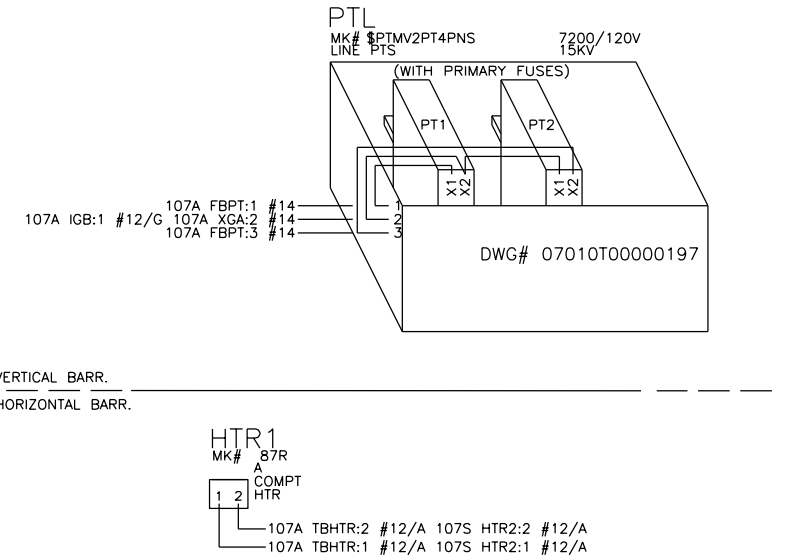 PTL
MK# $PTMV2PT4PNS 7200/120V
LINE PTS 15KV
(WITH PRIMARY FUSES)
PT1 PT2
X1 X2 X1 X2
107A FBPT:1 #14 1
107A IGB:1 #12/G 107A XGA:2 #14 2
107A FBPT:3 #14 3
DWG# 07010T00000197
VERTICAL BARR.
HORIZONTAL BARR.
HTR1
MK# 87R
A
COMPT
HTR
1 2
107A TBHTR:2 #12/A 107S HTR2:2 #12/A
107A TBHTR:1 #12/A 107S HTR2:1 #12/A